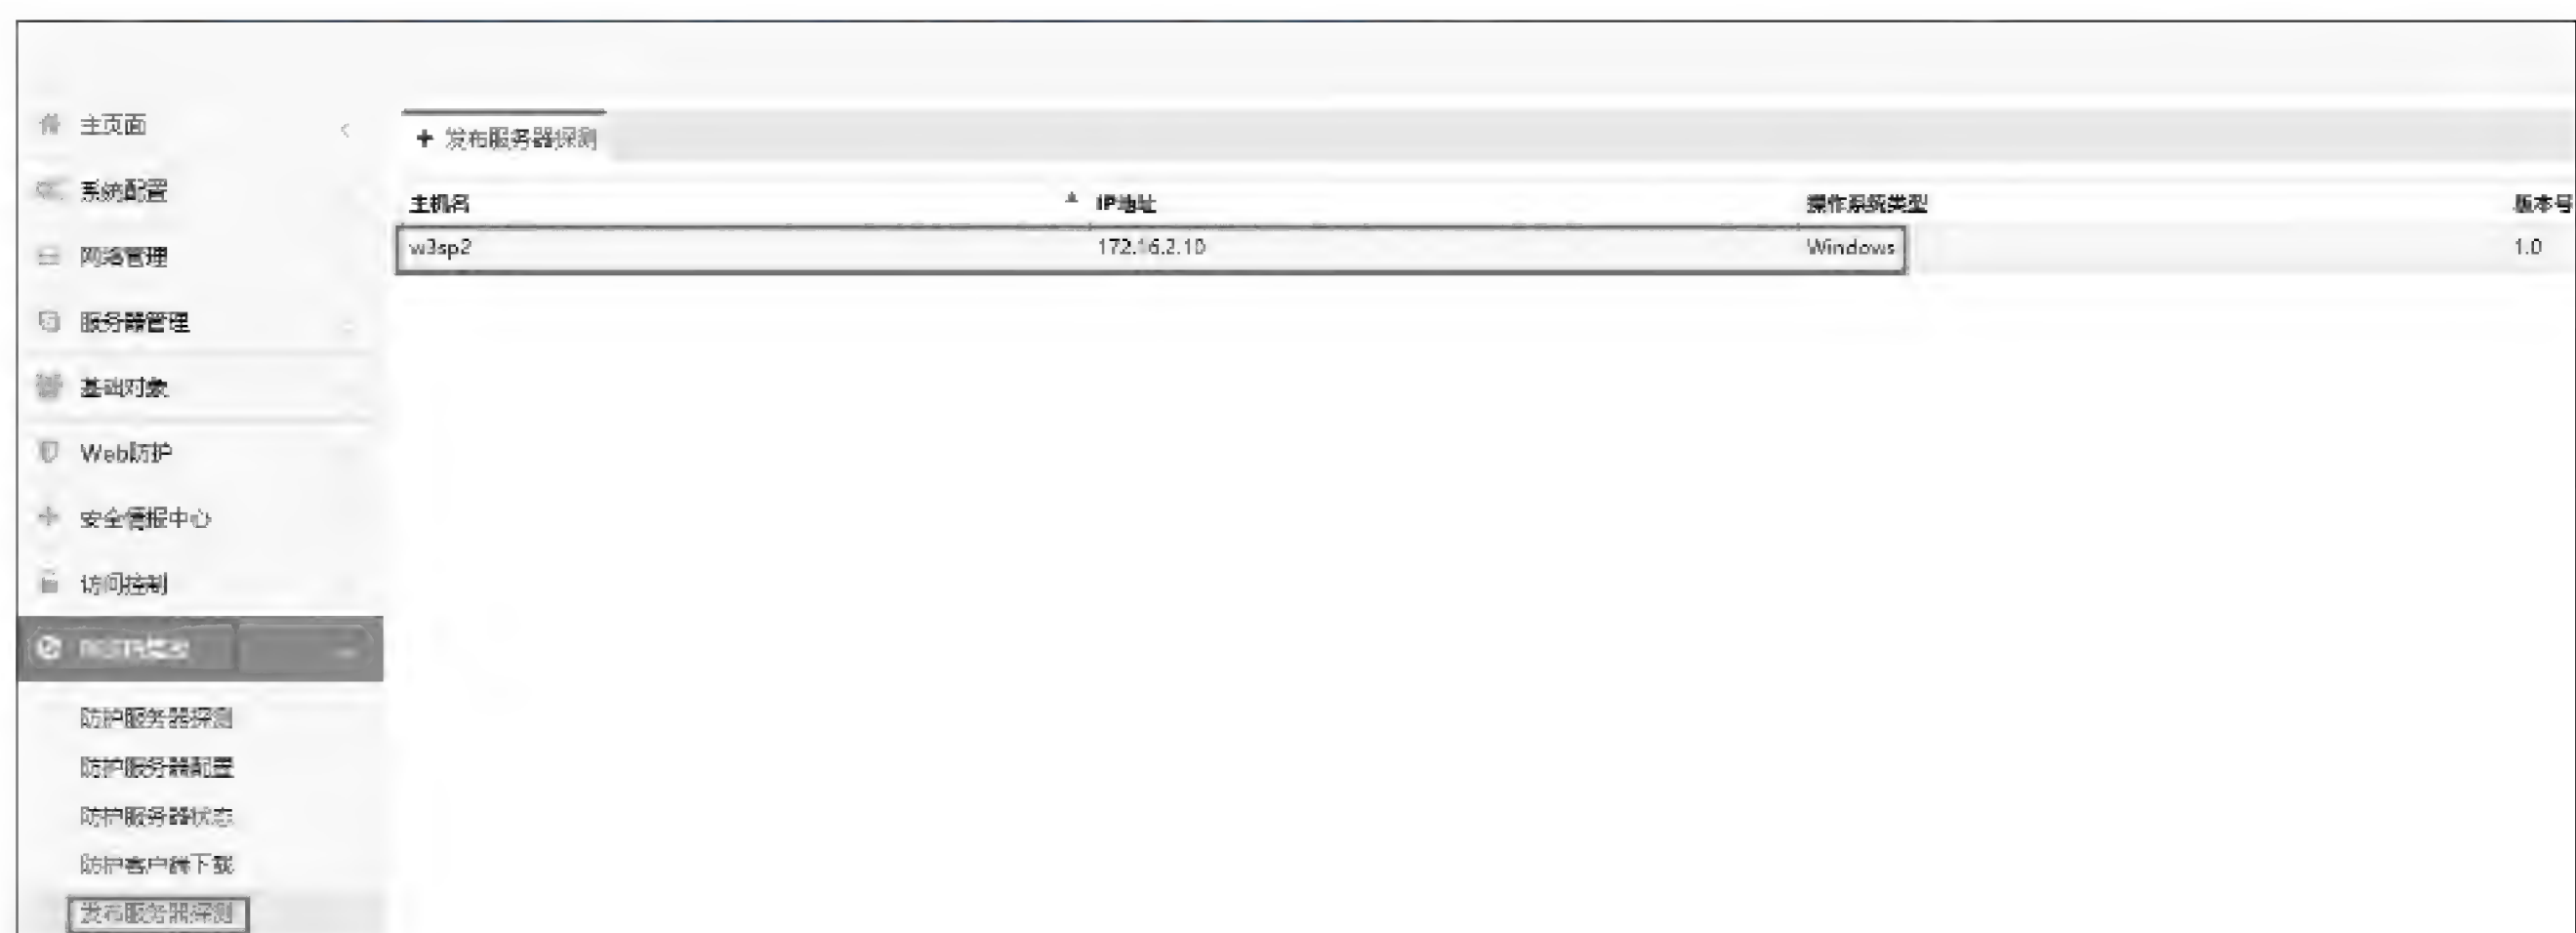 主页面
系统配置
网络管理
服务器管理
基础对象
Web防护
安全情报中心
访问控制
防护服务器探测
防护服务器配置
防护服务器状态
防护客户端下载
发布服务器探测
+ 发布服务器探测
主机名 IP地址 操作系统类型 版本号
w3sp2 172.16.2.10 Windows 1.0